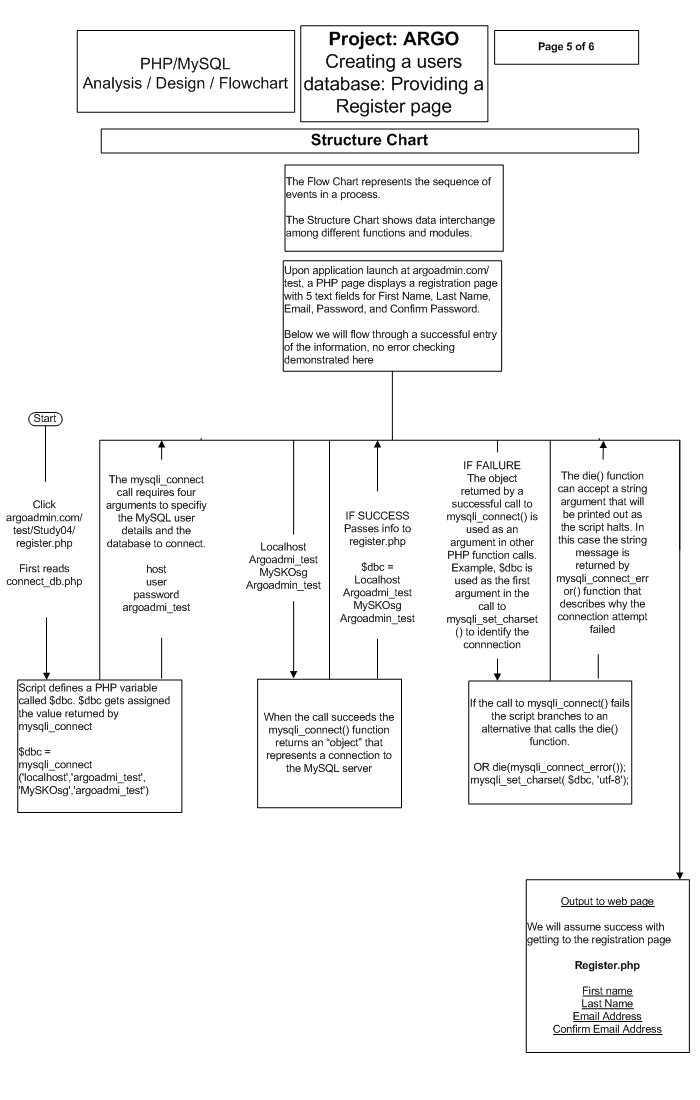 PHP/MySQL
Analysis / Design / Flowchart
Project: ARGO
Creating a users
database: Providing a
Register page
Page 5 of 6
Structure Chart
The Flow Chart represents the sequence of
events in a process.
The Structure Chart shows data interchange
among different functions and modules.
Upon application launch at argoadmin.com/
test, a PHP page displays a registration page
with 5 text fields for First Name, Last Name,
Email, Password, and Confirm Password.
Below we will flow through a successful entry
of the information, no error checking
demonstrated here
Start
Click
argoadmin.com/
test/Study04/
register.php
First reads
connect_db.php
The mysqli_connect
call requires four
arguments to specifiy
the MySQL user
details and the
database to connect.
host
user
password
argoadmi_test
Localhost
Argoadmi_test
MySKOsg
Argoadmin_test
IF SUCCESS
Passes info to
register.php
$dbc =
Localhost
Argoadmi_test
MySKOsg
Argoadmin_test
IF FAILURE
The object
returned by a
successful call to
mysqli_connect() is
used as an
argument in other
PHP function calls.
Example, $dbc is
used as the first
argument in the
call to
mysqli_set_charset
() to identify the
connnection
The die() function
can accept a string
argument that will
be printed out as
the script halts. In
this case the string
message is
returned by
mysqli_connect_err
or() function that
describes why the
connection attempt
failed
Script defines a PHP variable
called $dbc. $dbc gets assigned
the value returned by
mysqli_connect
$dbc =
mysqli_connect
('localhost','argoadmi_test',
'MySKOsg','argoadmi_test')
When the call succeeds the
mysqli_connect() function
returns an “object” that
represents a connection to
the MySQL server
If the call to mysqli_connect() fails
the script branches to an
alternative that calls the die()
function.
OR die(mysqli_connect_error());
mysqli_set_charset( $dbc, 'utf-8');
Output to web page
We will assume success with
getting to the registration page
Register.php
First name
Last Name
Email Address
Confirm Email Address